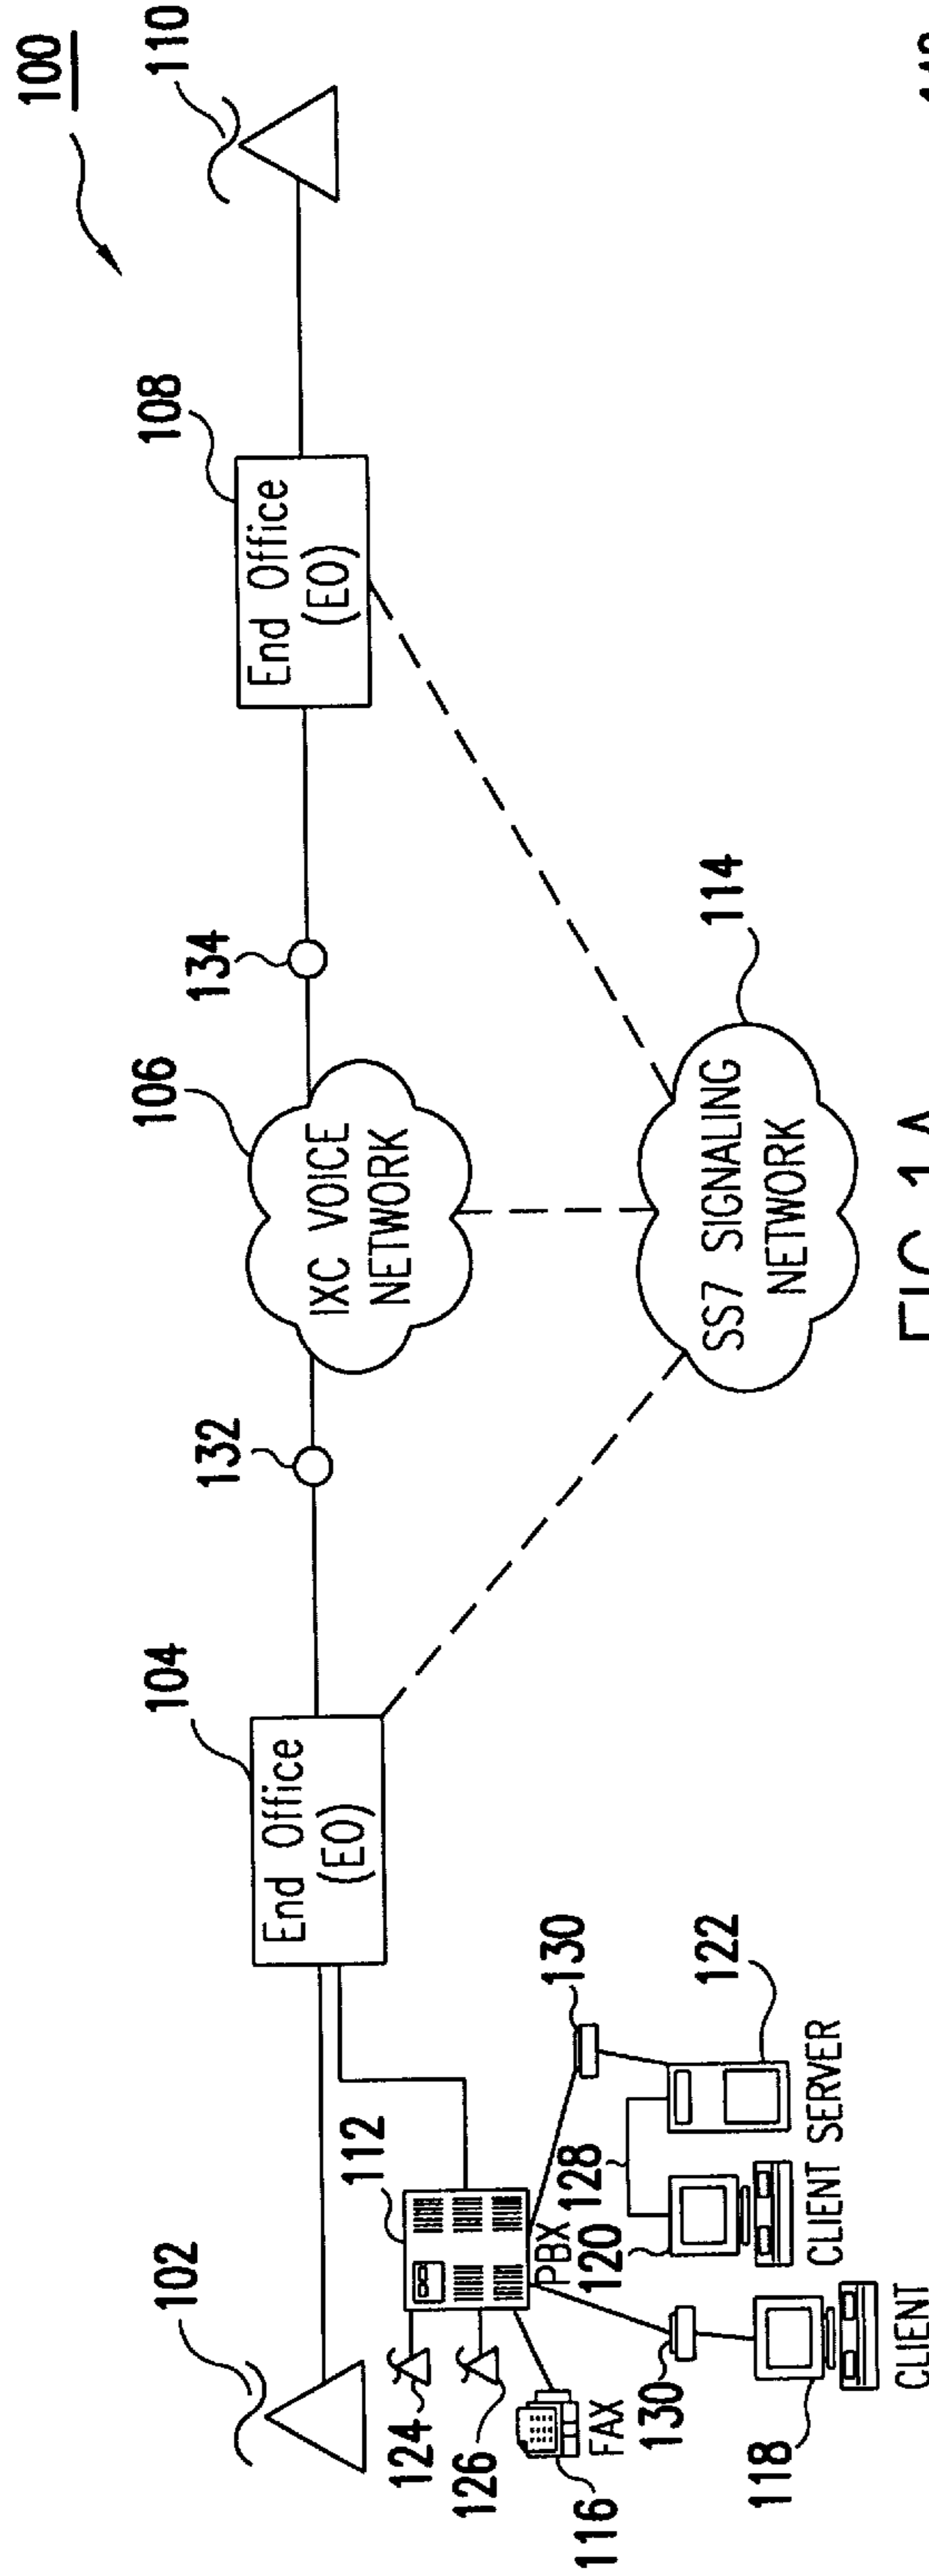 100
102
104
132
106
134
108
110
End Office
(EO)
IXC VOICE
NETWORK
End Office
(EO)
112
124
126
PBX
130
116
FAX
130
128
120
122
118
CLIENT
CLIENT SERVER
SS7 SIGNALING
NETWORK
114